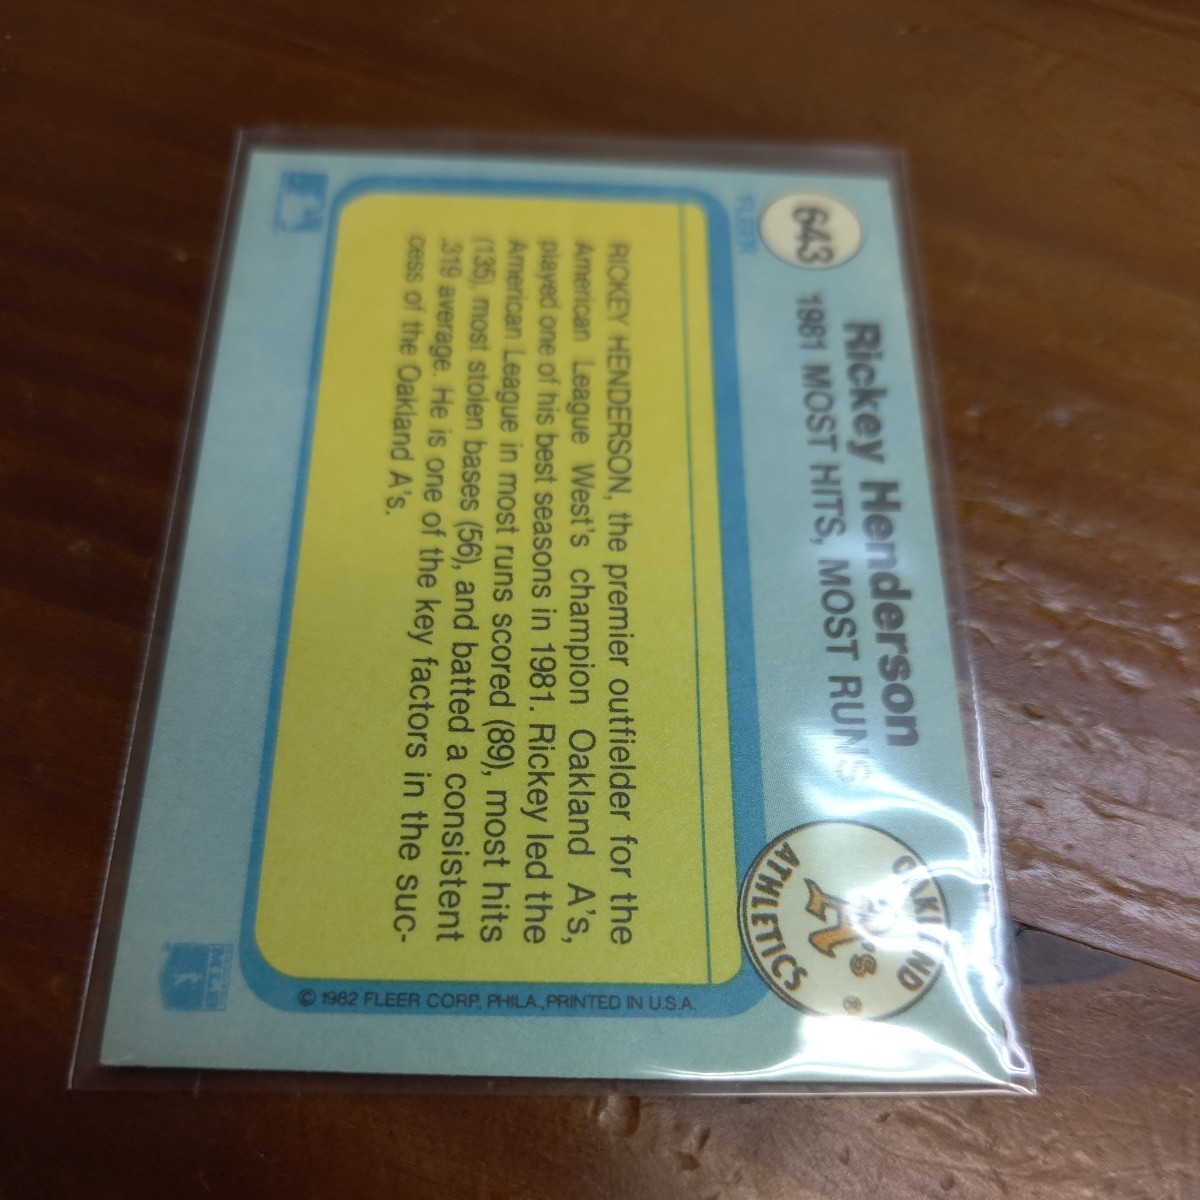 643
Rickey Henderson
1981 MOST HITS, MOST RUNS
OAKLAND A's ATHLETICS ®
FLEER
RICKEY HENDERSON, the premier outfielder for the
American League West's champion Oakland A's,
played one of his best seasons in 1981. Rickey led the
American League in most runs scored (89), most hits
(135), most stolen bases (56), and batted a consistent
.319 average. He is one of the key factors in the suc-
cess of the Oakland A's.
© 1982 FLEER CORP, PHILA., PRINTED IN U.S.A.